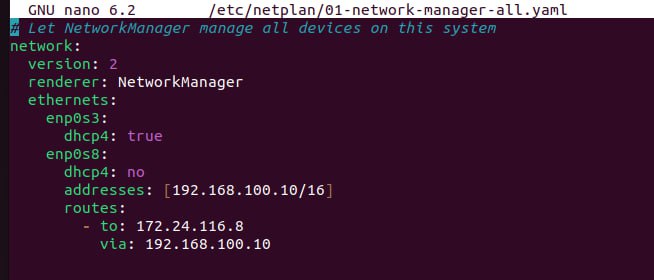 GNU nano 6.2 /etc/netplan/01-network-manager-all.yaml
# Let NetworkManager manage all devices on this system
network:
  version: 2
  renderer: NetworkManager
  ethernets:
    enp0s3:
      dhcp4: true
    enp0s8:
      dhcp4: no
      addresses: [192.168.100.10/16]
      routes:
        - to: 172.24.116.8
          via: 192.168.100.10